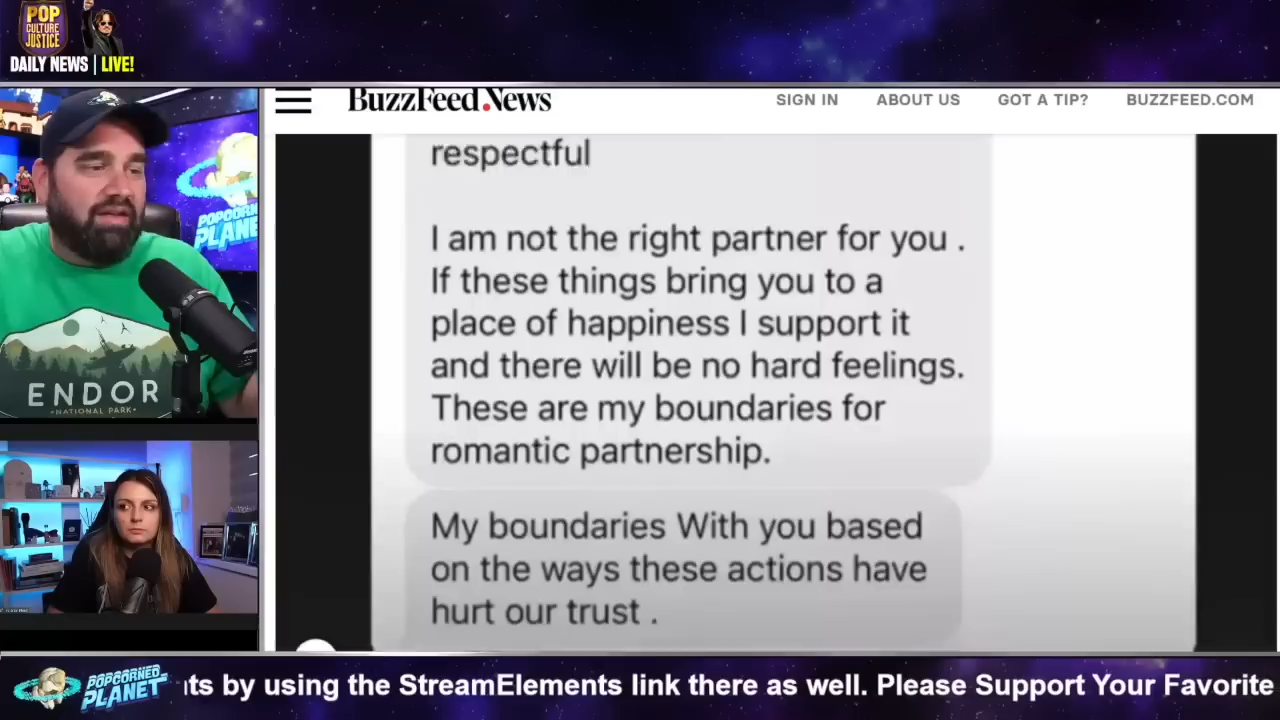 POP
CULTURE
JUSTICE
DAILY NEWS | LIVE!
BuzzFeed News
SIGN IN
ABOUT US
GOT A TIP?
BUZZFEED.COM
respectful
I am not the right partner for you .
If these things bring you to a
place of happiness I support it
and there will be no hard feelings.
These are my boundaries for
romantic partnership.
My boundaries With you based
on the ways these actions have
hurt our trust .
POPCORNED
PLANET
ENDOR
•NATIONAL PARK•
POPCORNED
PLANET
ts by using the StreamElements link there as well. Please Support Your Favorite